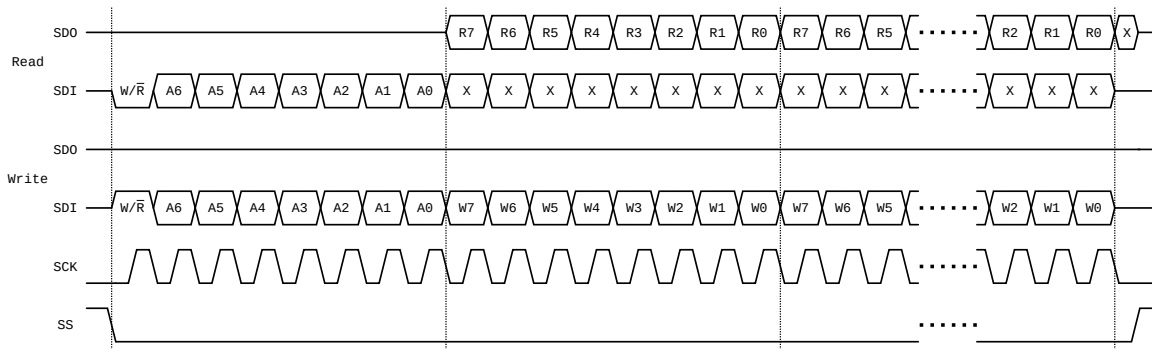 SDO R7 R6 R5 R4 R3 R2 R1 R0 R7 R6 R5 ······ R2 R1 R0 X
Read
SDI W/R̅ A6 A5 A4 A3 A2 A1 A0 X X X X X X X X X X X ······ X X X
SDO
Write
SDI W/R̅ A6 A5 A4 A3 A2 A1 A0 W7 W6 W5 W4 W3 W2 W1 W0 W7 W6 W5 ······ W2 W1 W0
SCK ······
SS ······